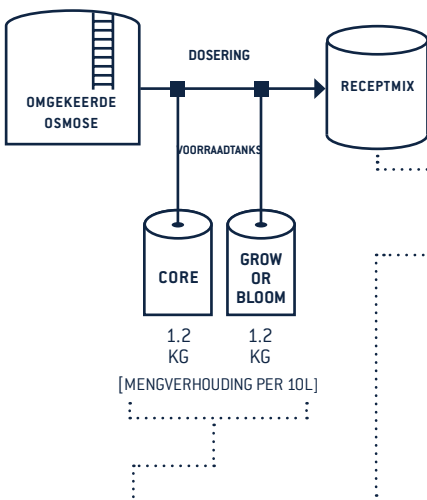 DOSERING
OMGEKEERDE
OSMOSE
RECEPTMIX
VOORRAADTANKS
CORE
GROW
OR
BLOOM
1.2
KG
1.2
KG
[MENGVERHOUDING PER 10L]